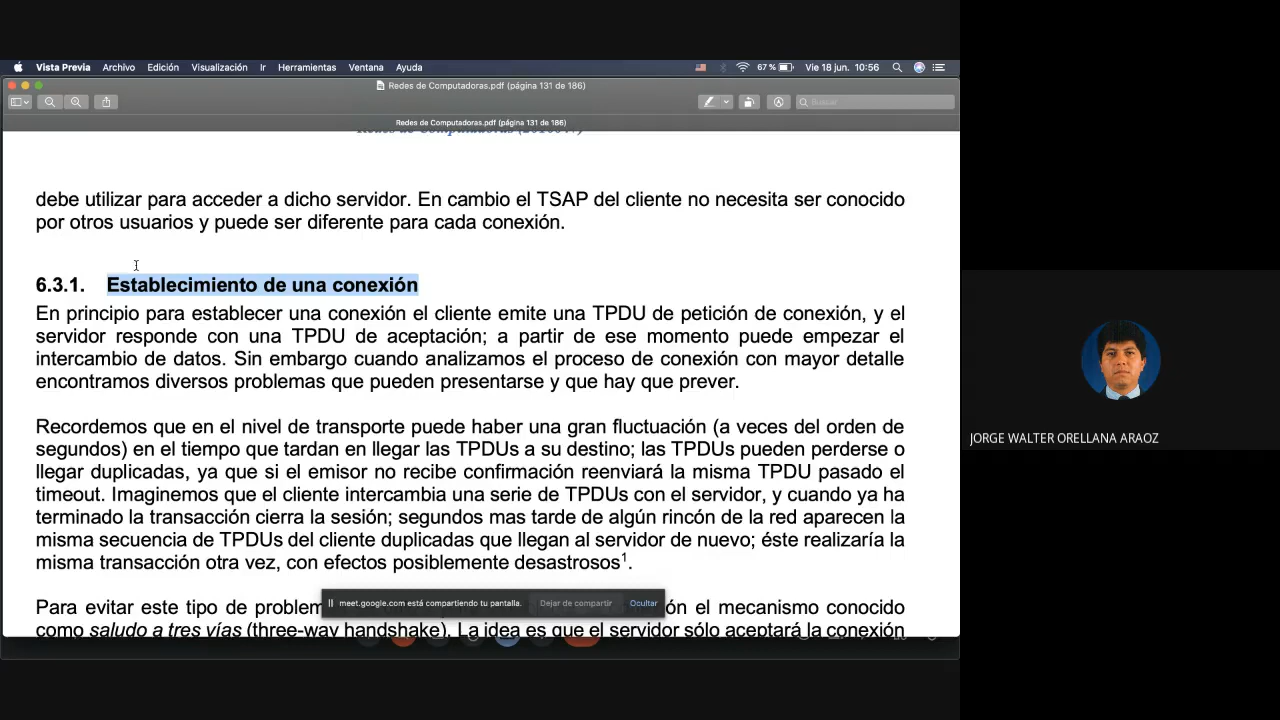 Vista Previa Archivo Edición Visualización Ir Herramientas Ventana Ayuda 67 % Vie 18 jun. 10:56
Redes de Computadoras.pdf (página 131 de 186)
Buscar
Redes de Computadoras.pdf (página 131 de 186)
debe utilizar para acceder a dicho servidor. En cambio el TSAP del cliente no necesita ser conocido
por otros usuarios y puede ser diferente para cada conexión.
6.3.1. Establecimiento de una conexión
En principio para establecer una conexión el cliente emite una TPDU de petición de conexión, y el
servidor responde con una TPDU de aceptación; a partir de ese momento puede empezar el
intercambio de datos. Sin embargo cuando analizamos el proceso de conexión con mayor detalle
encontramos diversos problemas que pueden presentarse y que hay que prever.
Recordemos que en el nivel de transporte puede haber una gran fluctuación (a veces del orden de
segundos) en el tiempo que tardan en llegar las TPDUs a su destino; las TPDUs pueden perderse o
llegar duplicadas, ya que si el emisor no recibe confirmación reenviará la misma TPDU pasado el
timeout. Imaginemos que el cliente intercambia una serie de TPDUs con el servidor, y cuando ya ha
terminado la transacción cierra la sesión; segundos mas tarde de algún rincón de la red aparecen la
misma secuencia de TPDUs del cliente duplicadas que llegan al servidor de nuevo; éste realizaría la
misma transacción otra vez, con efectos posiblemente desastrosos1.
Para evitar este tipo de problem ón el mecanismo conocido
meet.google.com está compartiendo tu pantalla. Dejar de compartir Ocultar
como saludo a tres vías (three-way handshake). La idea es que el servidor sólo aceptará la conexión
JORGE WALTER ORELLANA ARAOZ